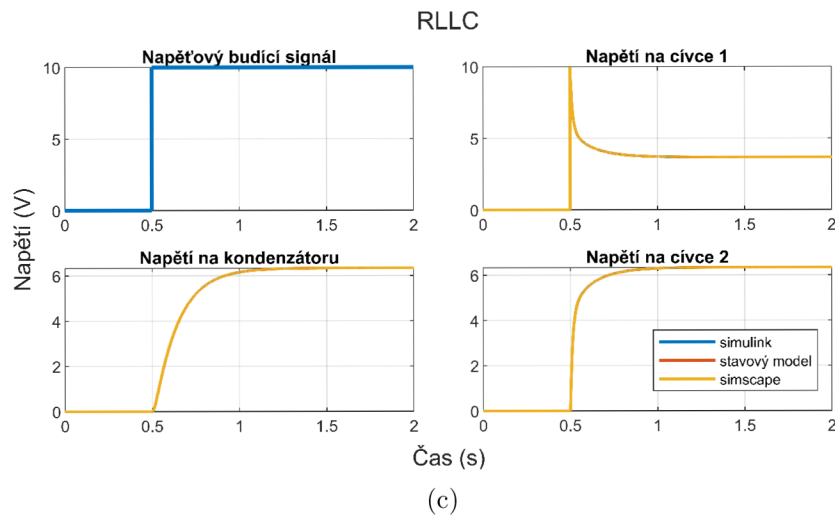 RLLC
Napěťový budící signál
10
5
0
0 0.5 1 1.5 2
Napětí na cívce 1
10
5
0
0 0.5 1 1.5 2
Napětí (V)
Napětí na kondenzátoru
6
4
2
0
0 0.5 1 1.5 2
Napětí na cívce 2
6
4
2
0
simulink
stavový model
simscape
0 0.5 1 1.5 2
Čas (s)
(c)